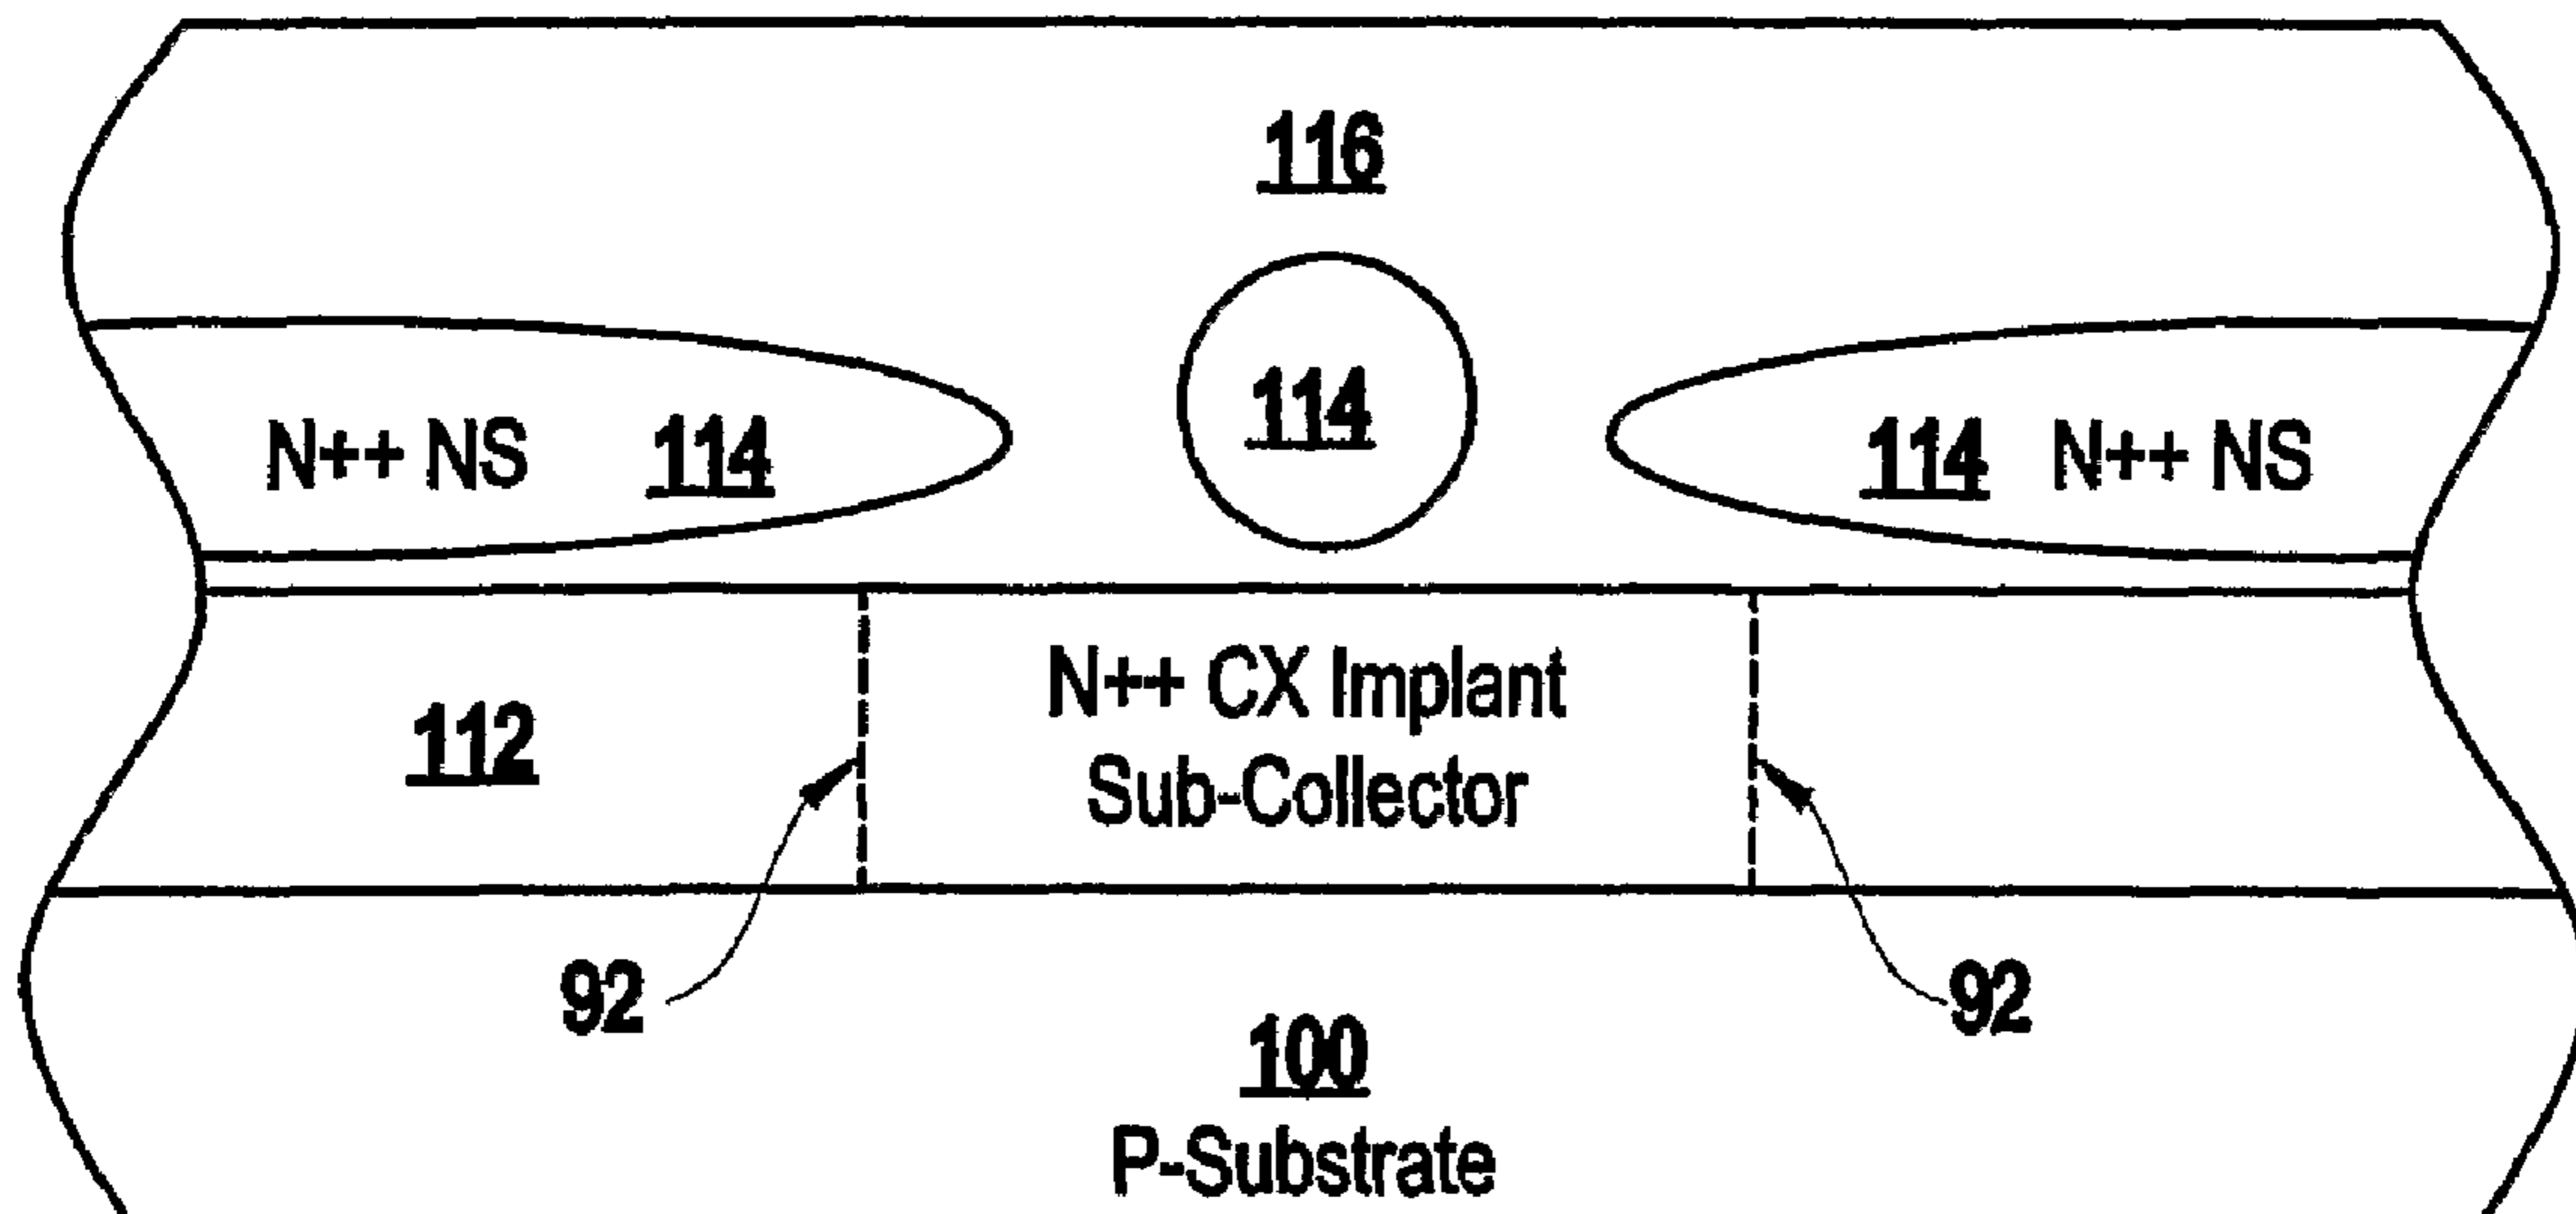 116
114
N++ NS 114
114 N++ NS
N++ CX Implant
Sub-Collector
112
92
92
100
P-Substrate